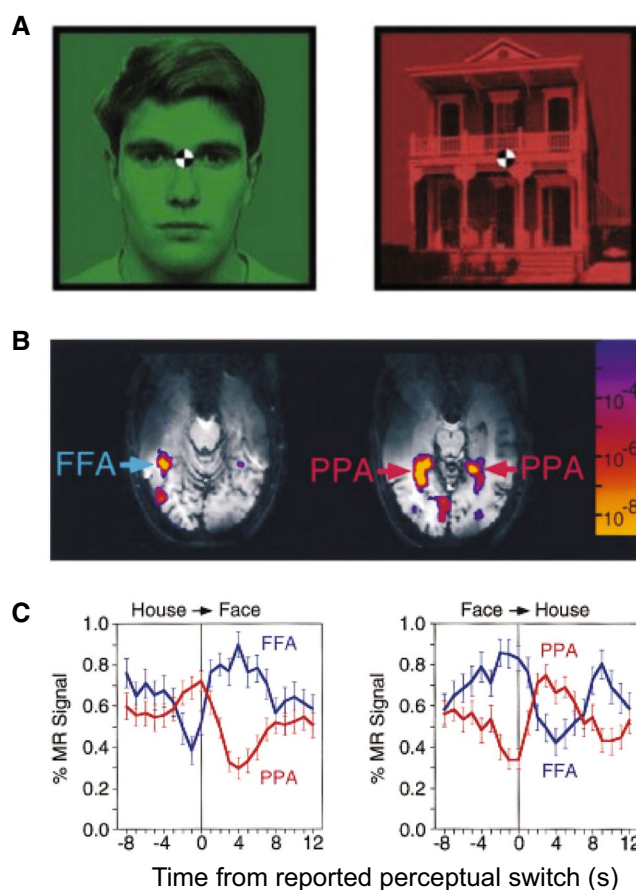 A
B
FFA PPA PPA
10-4
10-6
10-8
C
House → Face
Face → House
% MR Signal
1.0
0.8
0.6
0.4
0.2
0.0
FFA
PPA
-8 -4 0 4 8 12
% MR Signal
1.0
0.8
0.6
0.4
0.2
0.0
PPA
FFA
-8 -4 0 4 8 12
Time from reported perceptual switch (s)